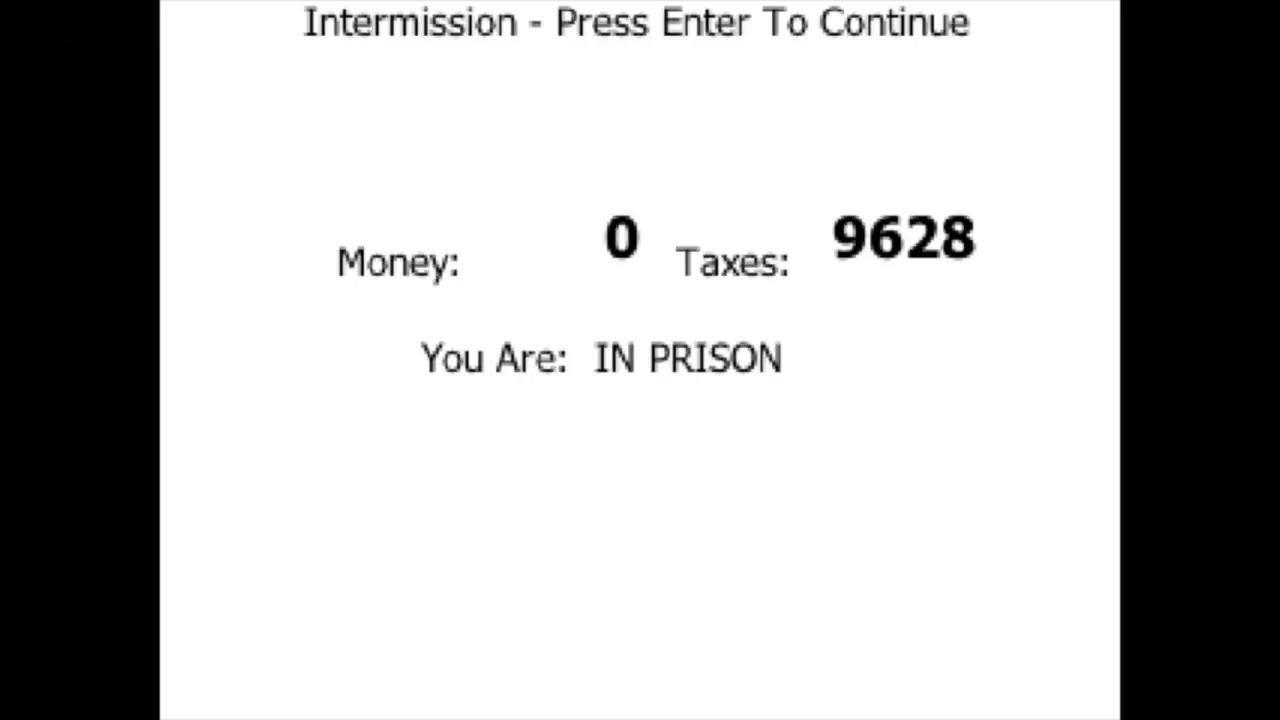 Intermission - Press Enter To Continue
Money: 0 Taxes: 9628
You Are: IN PRISON